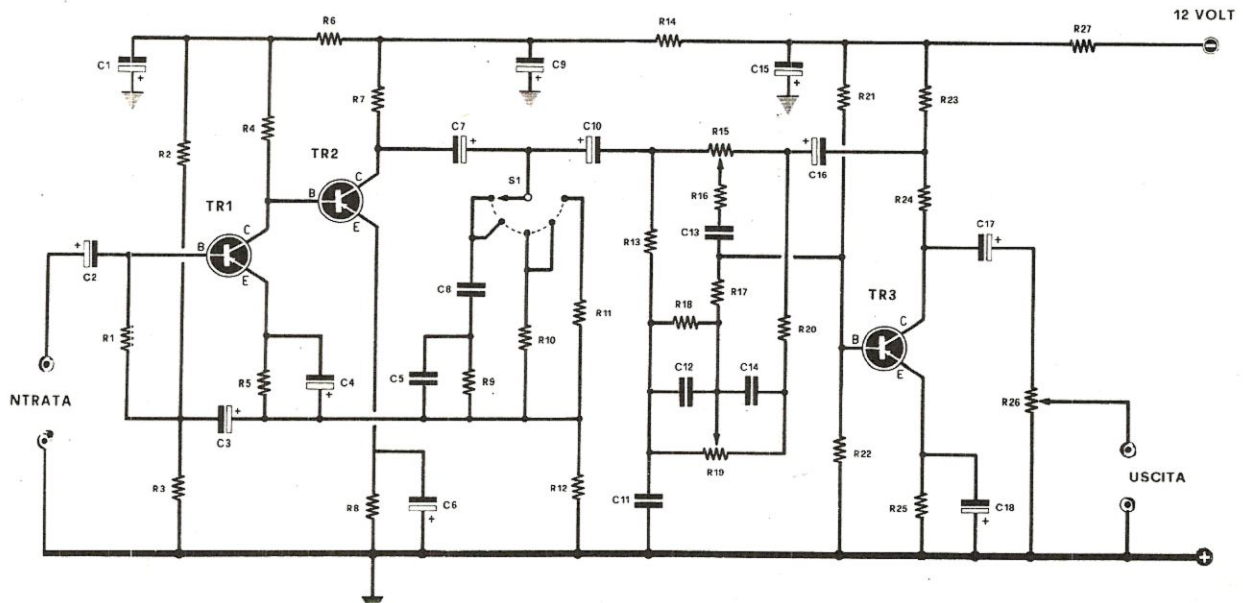 12 VOLT
R6
R14
R27
C1
C9
C15
R7
R21
R23
R4
R2
C7
C10
R15
TR2
C
B
E
S1
R16
C16
R24
TR1
C
B
E
C2
R13
C13
C17
C8
R17
R18
TR3
R1
R11
R20
C
B
E
R10
R5
C4
C5
R9
C12
C14
R26
NTRATA
C3
R19
R22
USCITA
R3
R8
C6
R12
C11
R25
C18